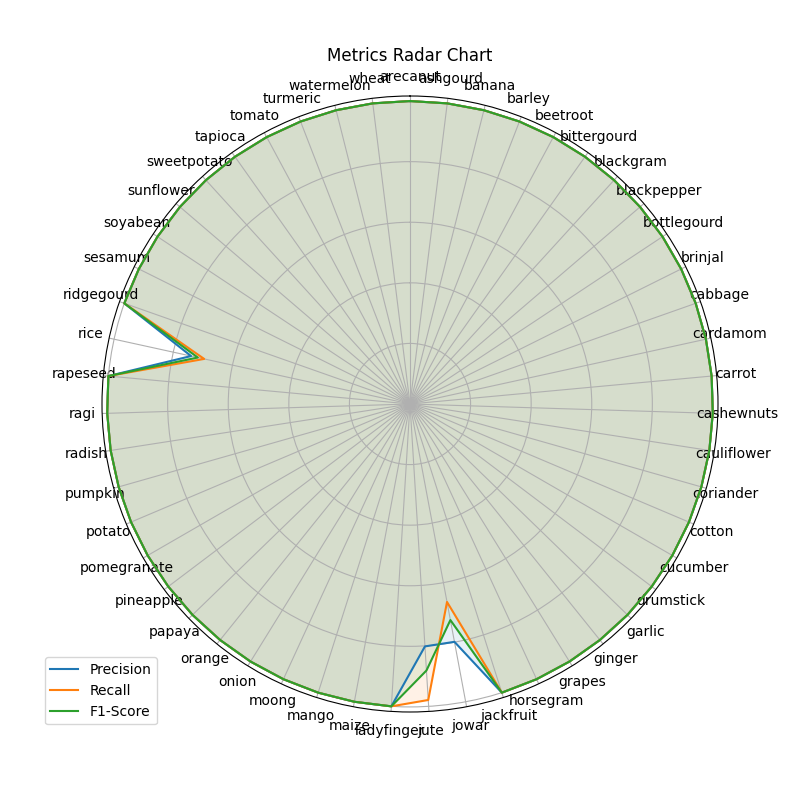 Metrics Radar Chart
arecanut
ashgourd
banana
barley
beetroot
bittergourd
blackgram
blackpepper
bottlegourd
brinjal
cabbage
cardamom
carrot
cashewnuts
cauliflower
coriander
cotton
cucumber
drumstick
garlic
ginger
grapes
horsegram
jackfruit
jowar
jute
ladyfinger
maize
mango
moong
onion
orange
papaya
pineapple
pomegranate
potato
pumpkin
radish
ragi
rapeseed
rice
ridgegourd
sesamum
soyabean
sunflower
sweetpotato
tapioca
tomato
turmeric
watermelon
wheat
Precision
Recall
F1-Score